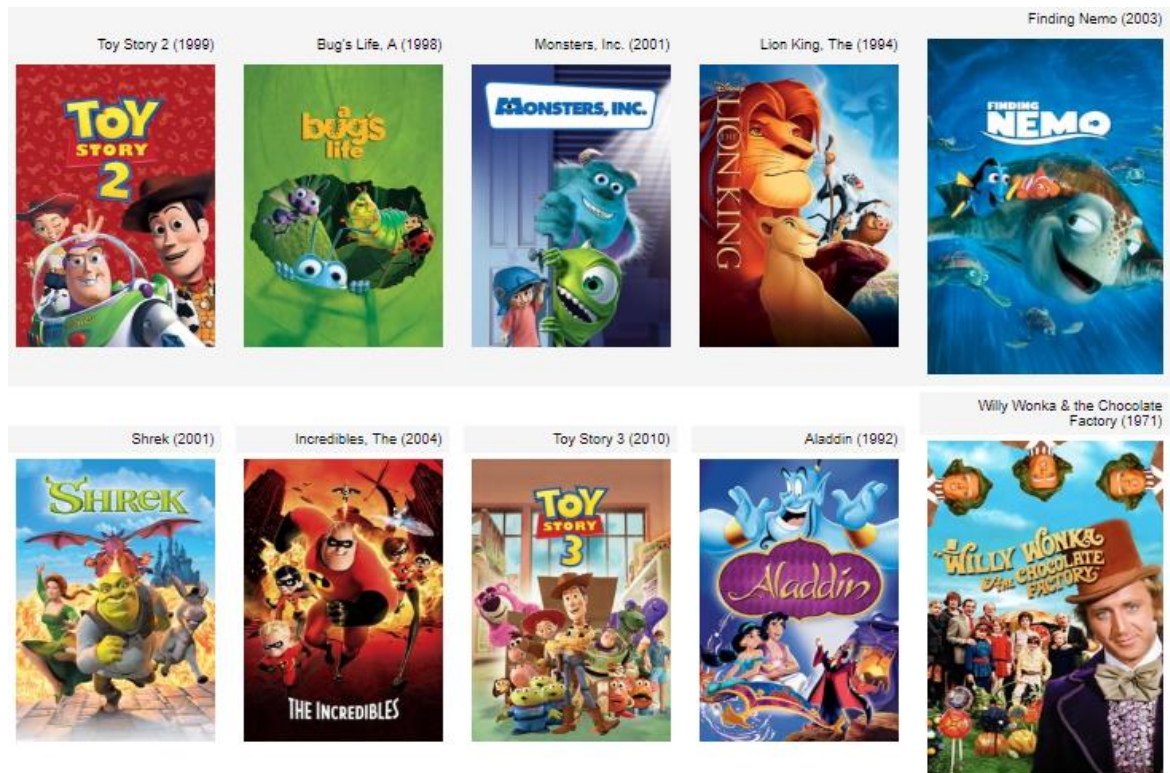 Toy Story 2 (1999)
Bug's Life, A (1998)
Monsters, Inc. (2001)
Lion King, The (1994)
Finding Nemo (2003)
TOY
STORY
2
a
bug's
life
MONSTERS, INC.
Disney
THE
LION KING
FINDING
NEMO
Shrek (2001)
Incredibles, The (2004)
Toy Story 3 (2010)
Aladdin (1992)
Willy Wonka & the Chocolate
Factory (1971)
SHREK
THE INCREDIBLES
TOY
STORY
3
Aladdin
WILLY WONKA
& THE CHOCOLATE
FACTORY